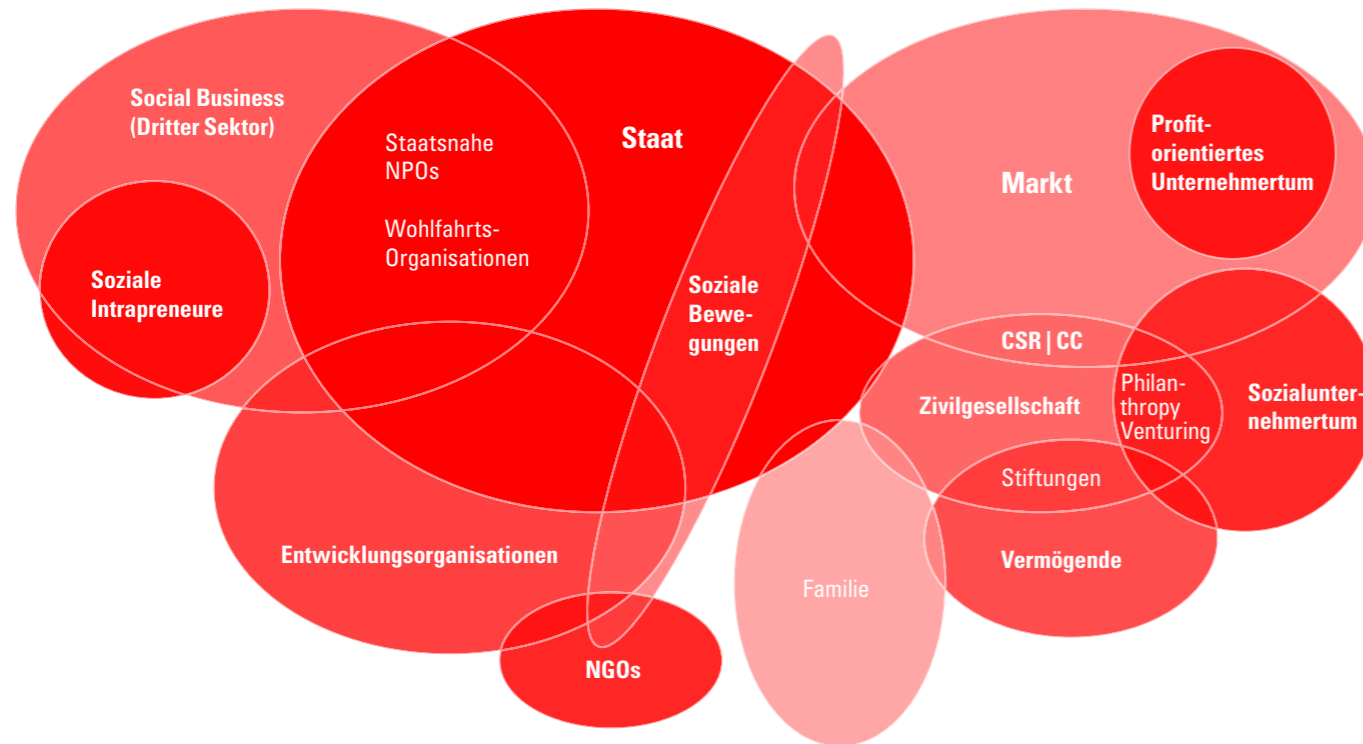 Social Business
(Dritter Sektor)
Staatsnahe
NPOs
Wohlfahrts-
Organisationen
Staat
Soziale
Intrapreneure
Soziale
Bewe-
gungen
Markt
Profit-
orientiertes
Unternehmertum
CSR | CC
Zivilgesellschaft
Philan-
thropy
Venturing
Sozialunter-
nehmertum
Stiftungen
Vermögende
Entwicklungsorganisationen
Familie
NGOs